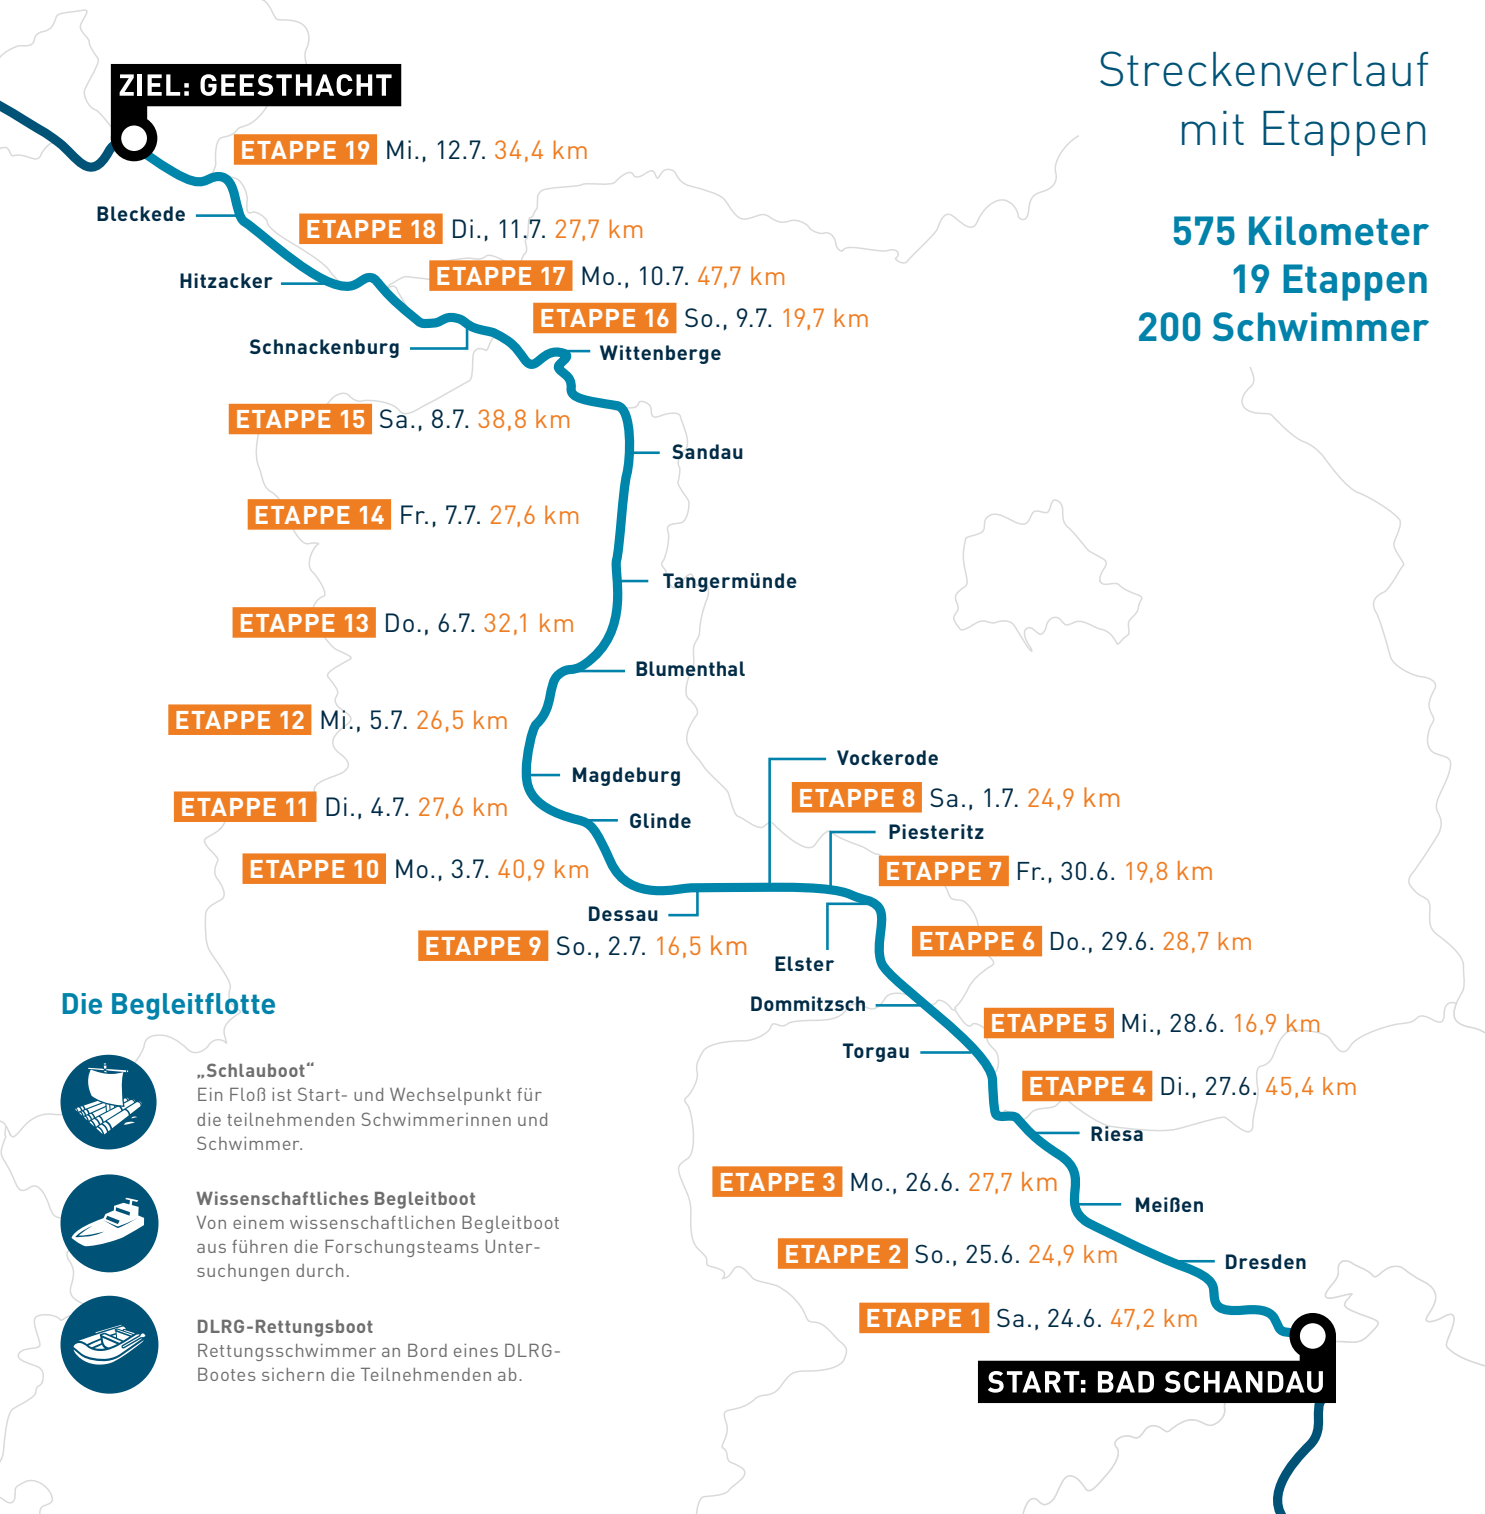 Streckenverlauf
mit Etappen
575 Kilometer
19 Etappen
200 Schwimmer
ZIEL: GEESTHACHT
ETAPPE 19 Mi., 12.7. 34,4 km
Bleckede
ETAPPE 18 Di., 11.7. 27,7 km
Hitzacker
ETAPPE 17 Mo., 10.7. 47,7 km
ETAPPE 16 So., 9.7. 19,7 km
Schnackenburg
Wittenberge
ETAPPE 15 Sa., 8.7. 38,8 km
Sandau
ETAPPE 14 Fr., 7.7. 27,6 km
Tangermünde
ETAPPE 13 Do., 6.7. 32,1 km
Blumenthal
ETAPPE 12 Mi., 5.7. 26,5 km
Magdeburg
ETAPPE 11 Di., 4.7. 27,6 km
Glinde
ETAPPE 10 Mo., 3.7. 40,9 km
Vockerode
ETAPPE 8 Sa., 1.7. 24,9 km
Piesteritz
ETAPPE 7 Fr., 30.6. 19,8 km
Dessau
ETAPPE 9 So., 2.7. 16,5 km
ETAPPE 6 Do., 29.6. 28,7 km
Elster
Dommitzsch
ETAPPE 5 Mi., 28.6. 16,9 km
Torgau
ETAPPE 4 Di., 27.6. 45,4 km
Riesa
ETAPPE 3 Mo., 26.6. 27,7 km
Meißen
ETAPPE 2 So., 25.6. 24,9 km
Dresden
ETAPPE 1 Sa., 24.6. 47,2 km
START: BAD SCHANDAU
Die Begleitflotte
„Schlauboot“
Ein Floß ist Start- und Wechselpunkt für
die teilnehmenden Schwimmerinnen und
Schwimmer.
Wissenschaftliches Begleitboot
Von einem wissenschaftlichen Begleitboot
aus führen die Forschungsteams Unter-
suchungen durch.
DLRG-Rettungsboot
Rettungsschwimmer an Bord eines DLRG-
Bootes sichern die Teilnehmenden ab.